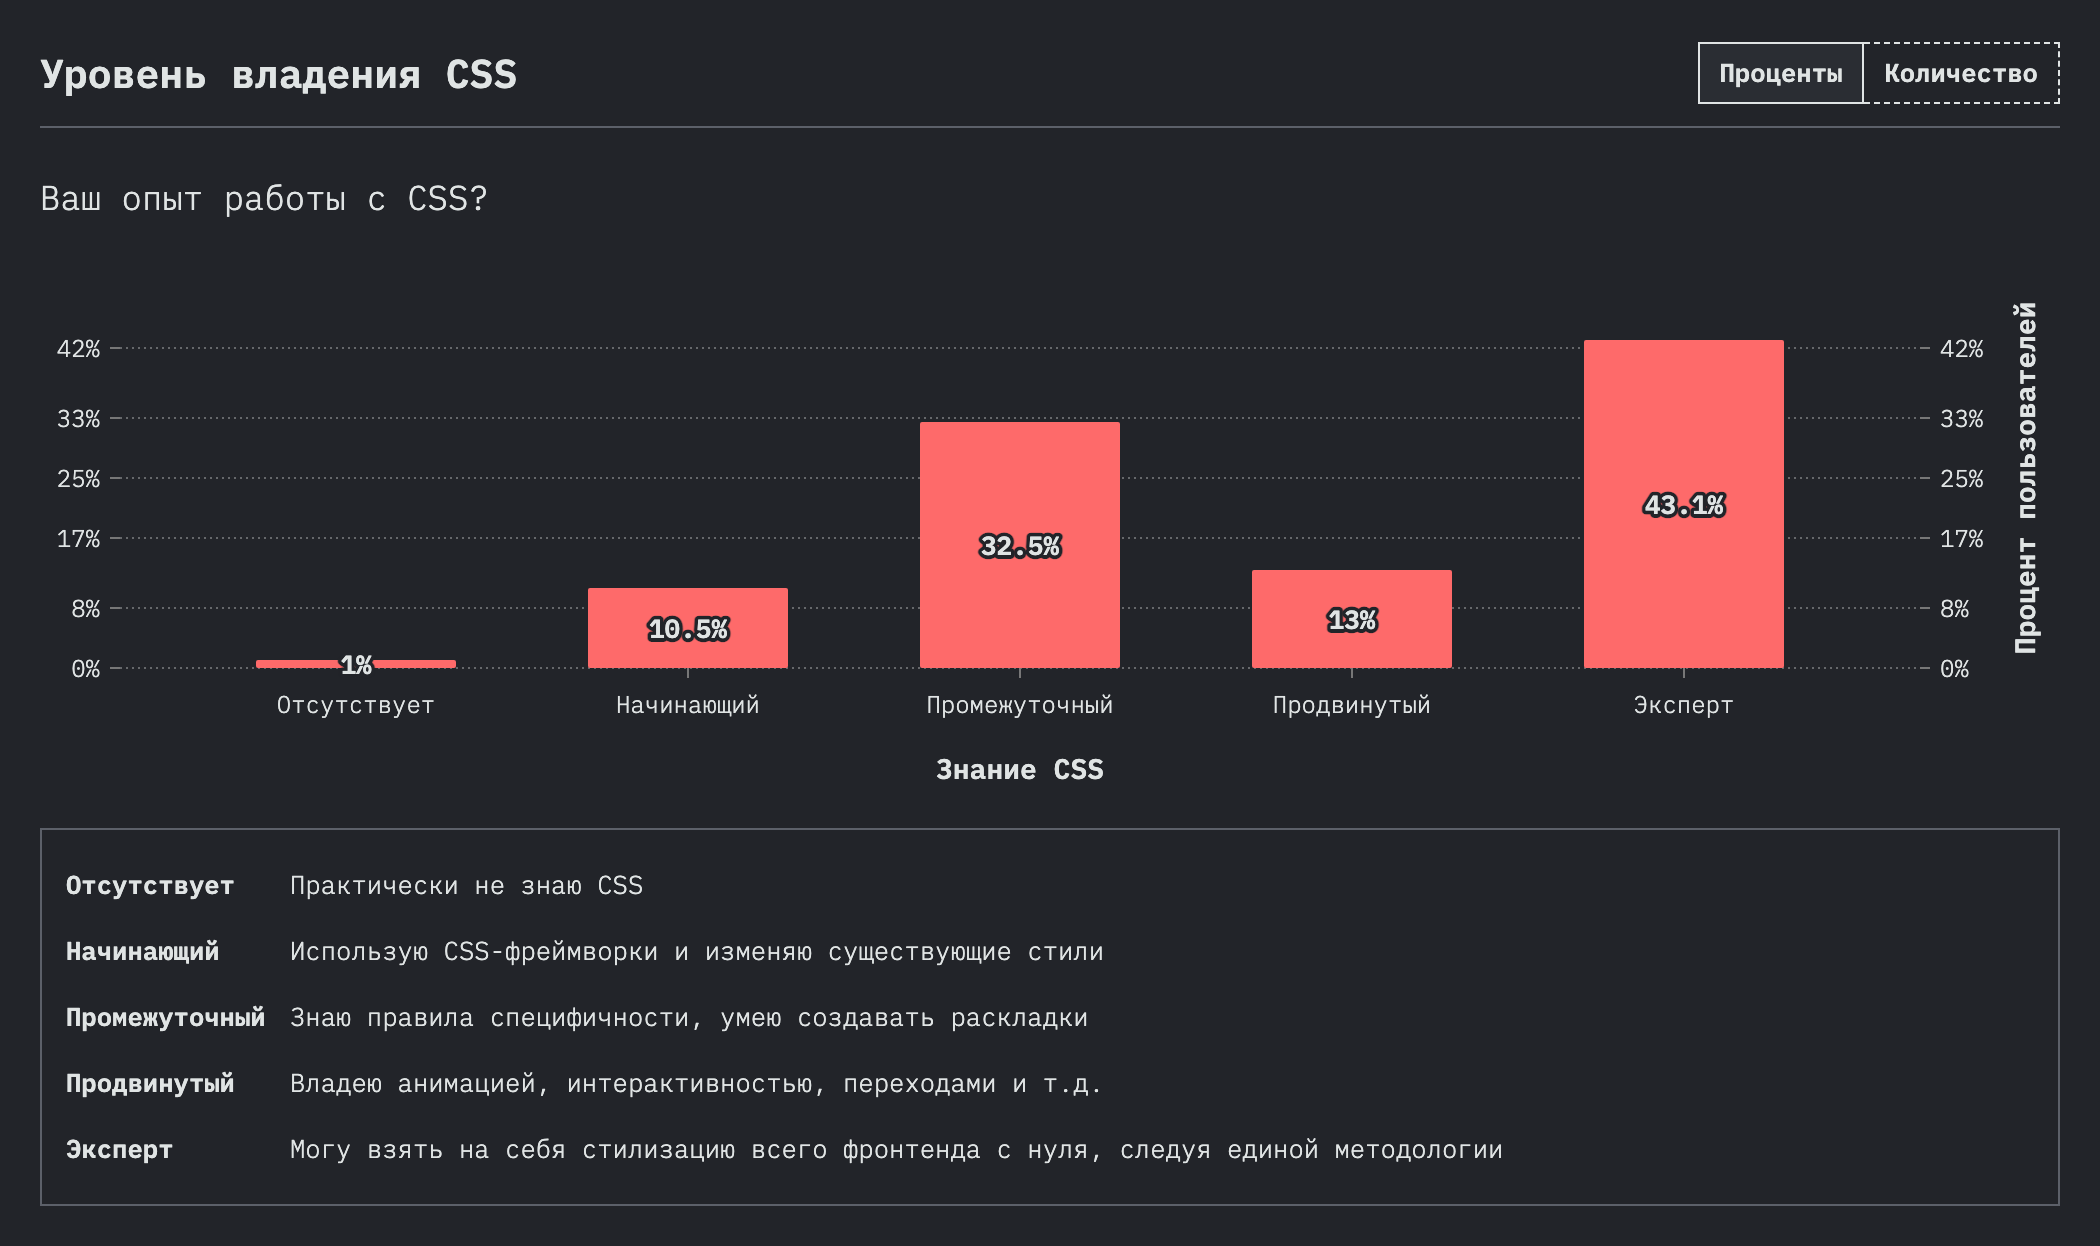 Уровень владения CSS
Проценты Количество
Ваш опыт работы с CSS?
42% 42%
33% 33%
25% 25%
17% 17%
8% 8%
0% 0%
Процент пользователей
1% 10.5% 32.5% 13% 43.1%
Отсутствует Начинающий Промежуточный Продвинутый Эксперт
Знание CSS
Отсутствует Практически не знаю CSS
Начинающий Использую CSS-фреймворки и изменяю существующие стили
Промежуточный Знаю правила специфичности, умею создавать раскладки
Продвинутый Владею анимацией, интерактивностью, переходами и т.д.
Эксперт Могу взять на себя стилизацию всего фронтенда с нуля, следуя единой методологии